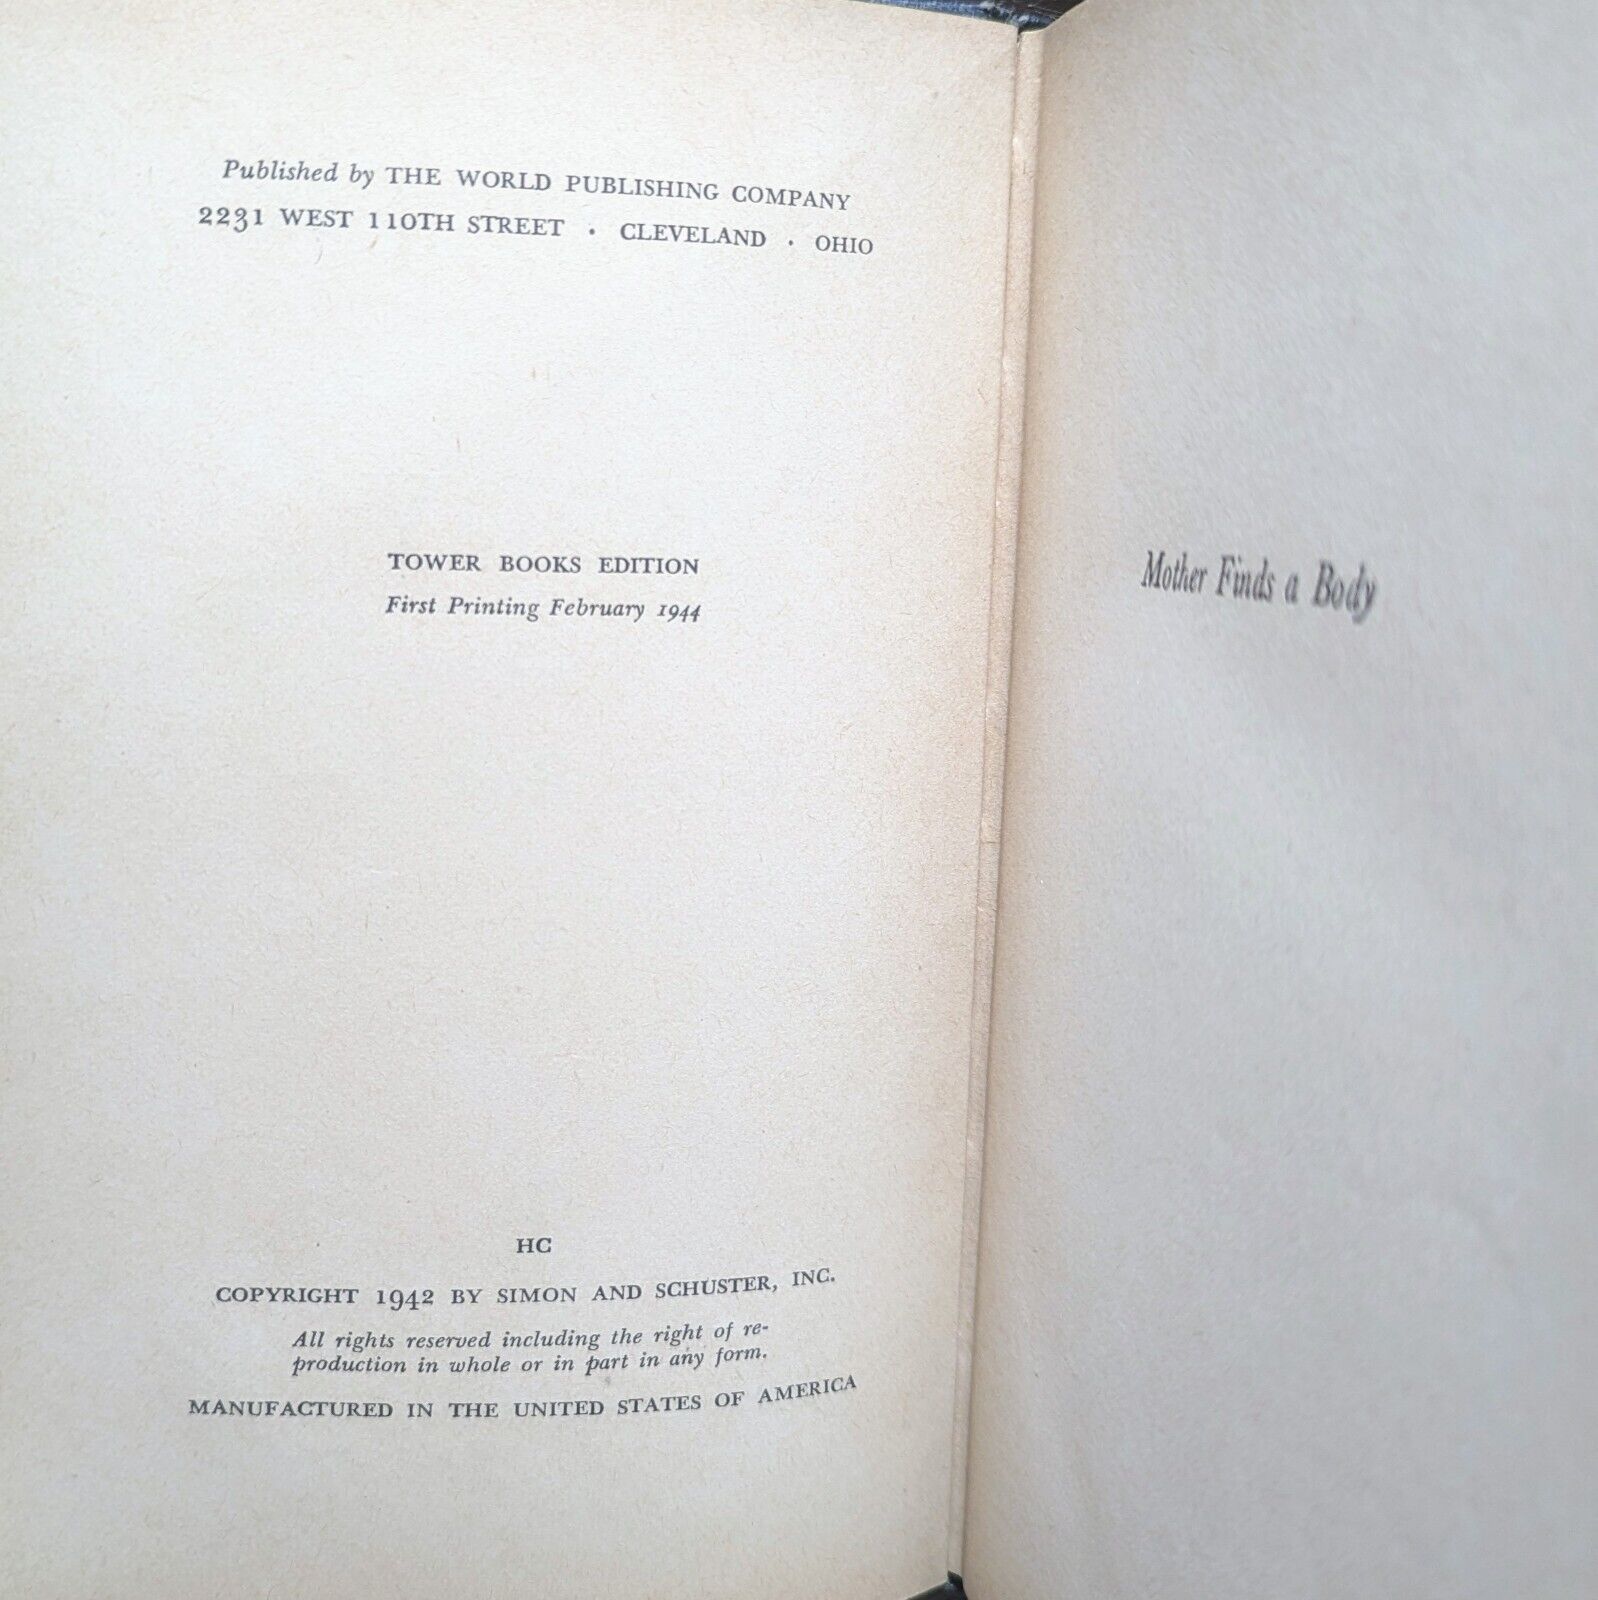 Published by THE WORLD PUBLISHING COMPANY
2231 WEST 110TH STREET · CLEVELAND · OHIO
TOWER BOOKS EDITION
First Printing February 1944
HC
COPYRIGHT 1942 BY SIMON AND SCHUSTER, INC.
All rights reserved including the right of re-
production in whole or in part in any form.
MANUFACTURED IN THE UNITED STATES OF AMERICA
Mother Finds a Body